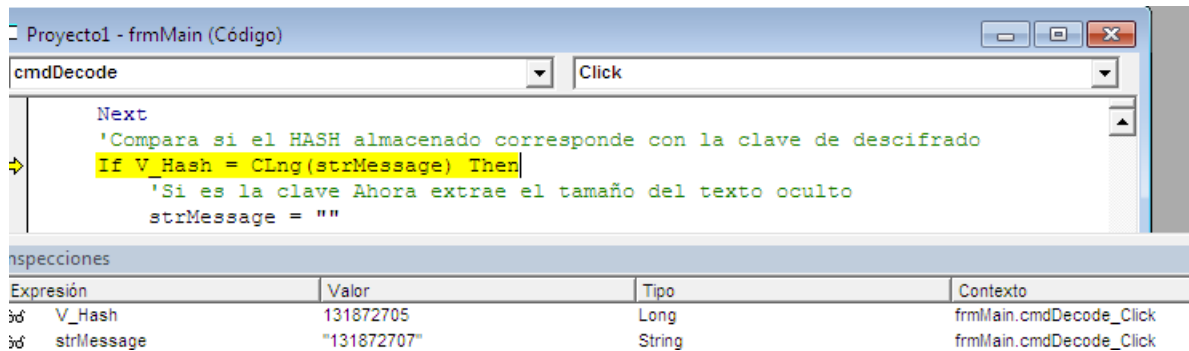 Proyecto1 - frmMain (Código)
cmdDecode Click
Next
'Compara si el HASH almacenado corresponde con la clave de descifrado
If V_Hash = CLng(strMessage) Then
'Si es la clave Ahora extrae el tamaño del texto oculto
strMessage = ""
nspecciones
Expresión Valor Tipo Contexto
V_Hash 131872705 Long frmMain.cmdDecode_Click
strMessage "131872707" String frmMain.cmdDecode_Click